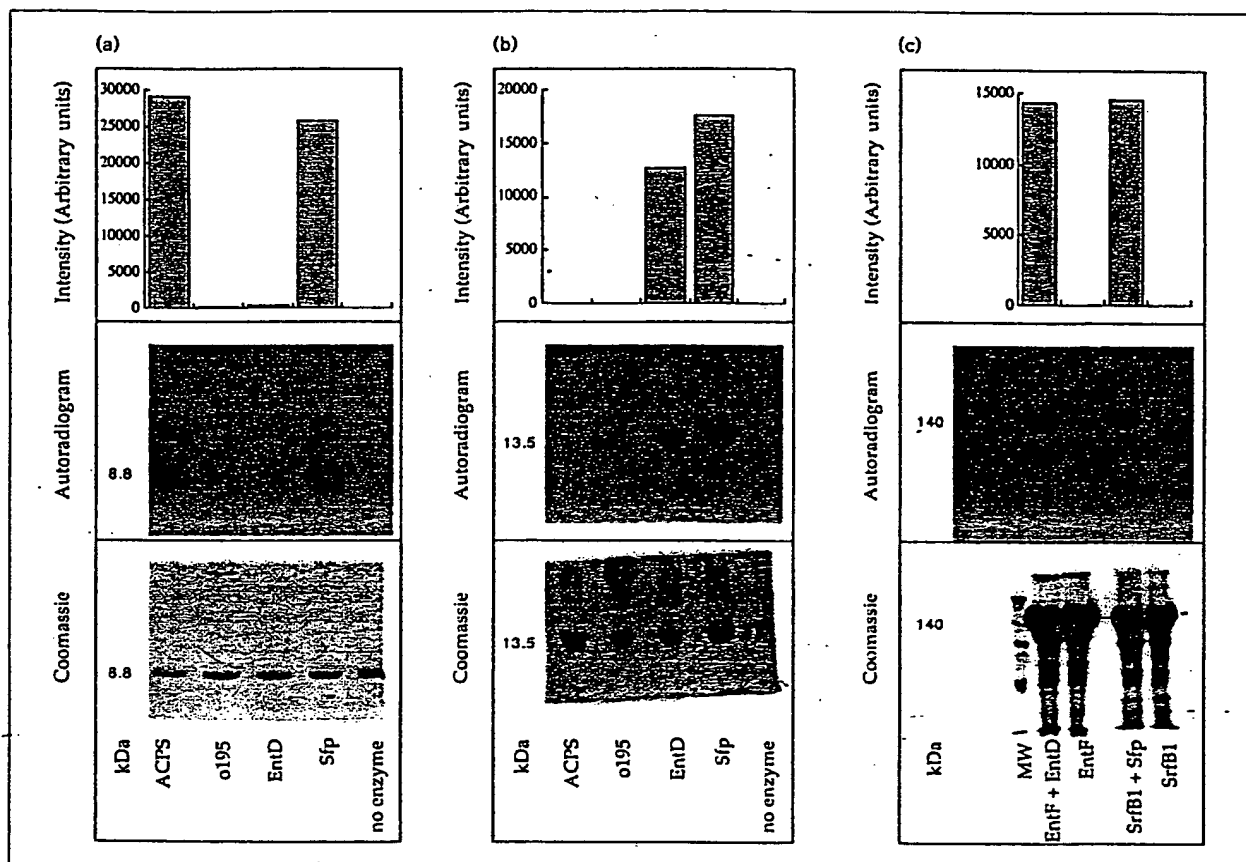 (a)
Intensity (Arbitrary units)
30000
25000
20000
15000
10000
5000
0
Autoradiogram
8.8
Coomassie
8.8
kDa
ACPS
o195
EntD
Sfp
no enzyme
(b)
Intensity (Arbitrary units)
20000
15000
10000
5000
0
Autoradiogram
13.5
Coomassie
13.5
kDa
ACPS
o195
EntD
Sfp
no enzyme
(c)
Intensity (Arbitrary units)
15000
10000
5000
0
Autoradiogram
140
Coomassie
140
kDa
MW
EntF + EntD
EntF
SrfB1 + Sfp
SrfB1